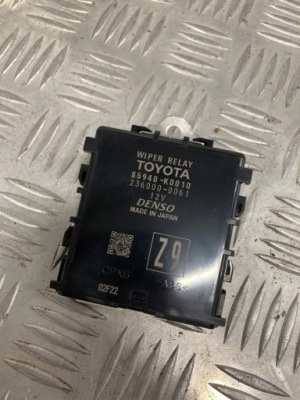 WIPER RELAY
TOYOTA
85940-K0010
236000-0061
12V
DENSO
MADE IN JAPAN
Z9
02F22